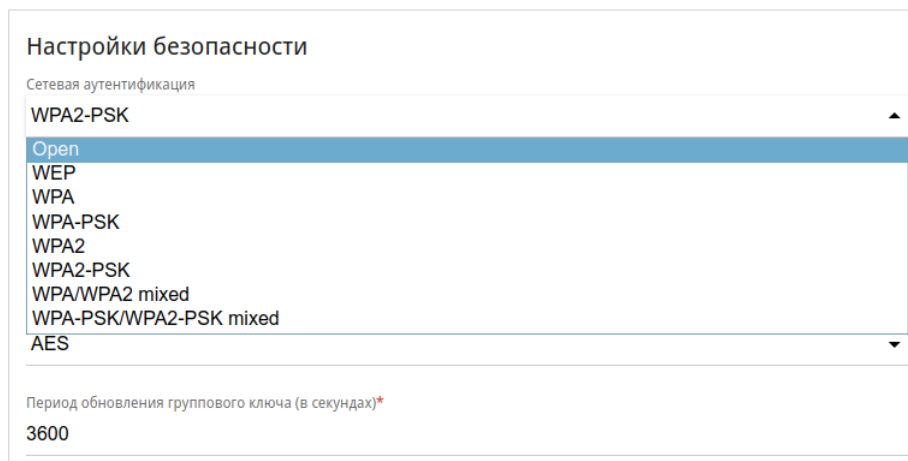 Настройки безопасности
Сетевая аутентификация
WPA2-PSK
Open
WEP
WPA
WPA-PSK
WPA2
WPA2-PSK
WPA/WPA2 mixed
WPA-PSK/WPA2-PSK mixed
AES
Период обновления группового ключа (в секундах)*
3600